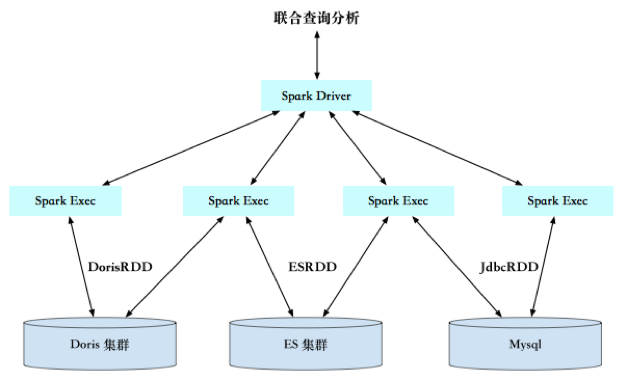 联合查询分析
Spark Driver
Spark Exec
Spark Exec
Spark Exec
Spark Exec
DorisRDD
ESRDD
JdbcRDD
Doris 集群
ES 集群
Mysql